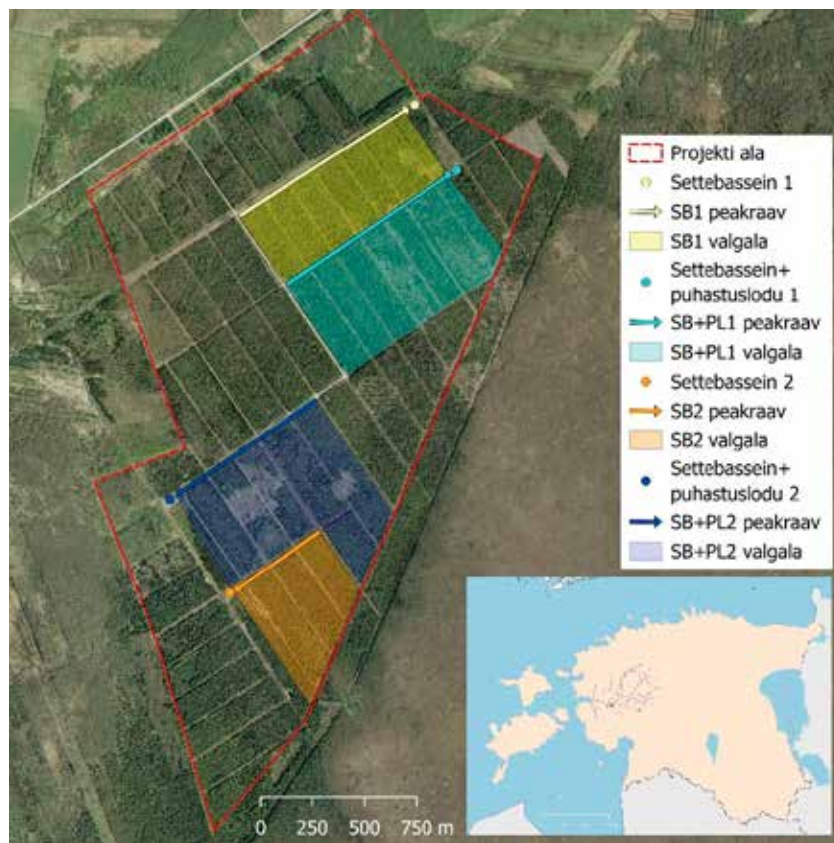 Projekti ala
Settebassein 1
SB1 peakraav
SB1 valgala
Settebassein+
puhastuslodu 1
SB+PL1 peakraav
SB+PL1 valgala
Settebassein 2
SB2 peakraav
SB2 valgala
Settebassein+
puhastuslodu 2
SB+PL2 peakraav
SB+PL2 valgala
0 250 500 750 m